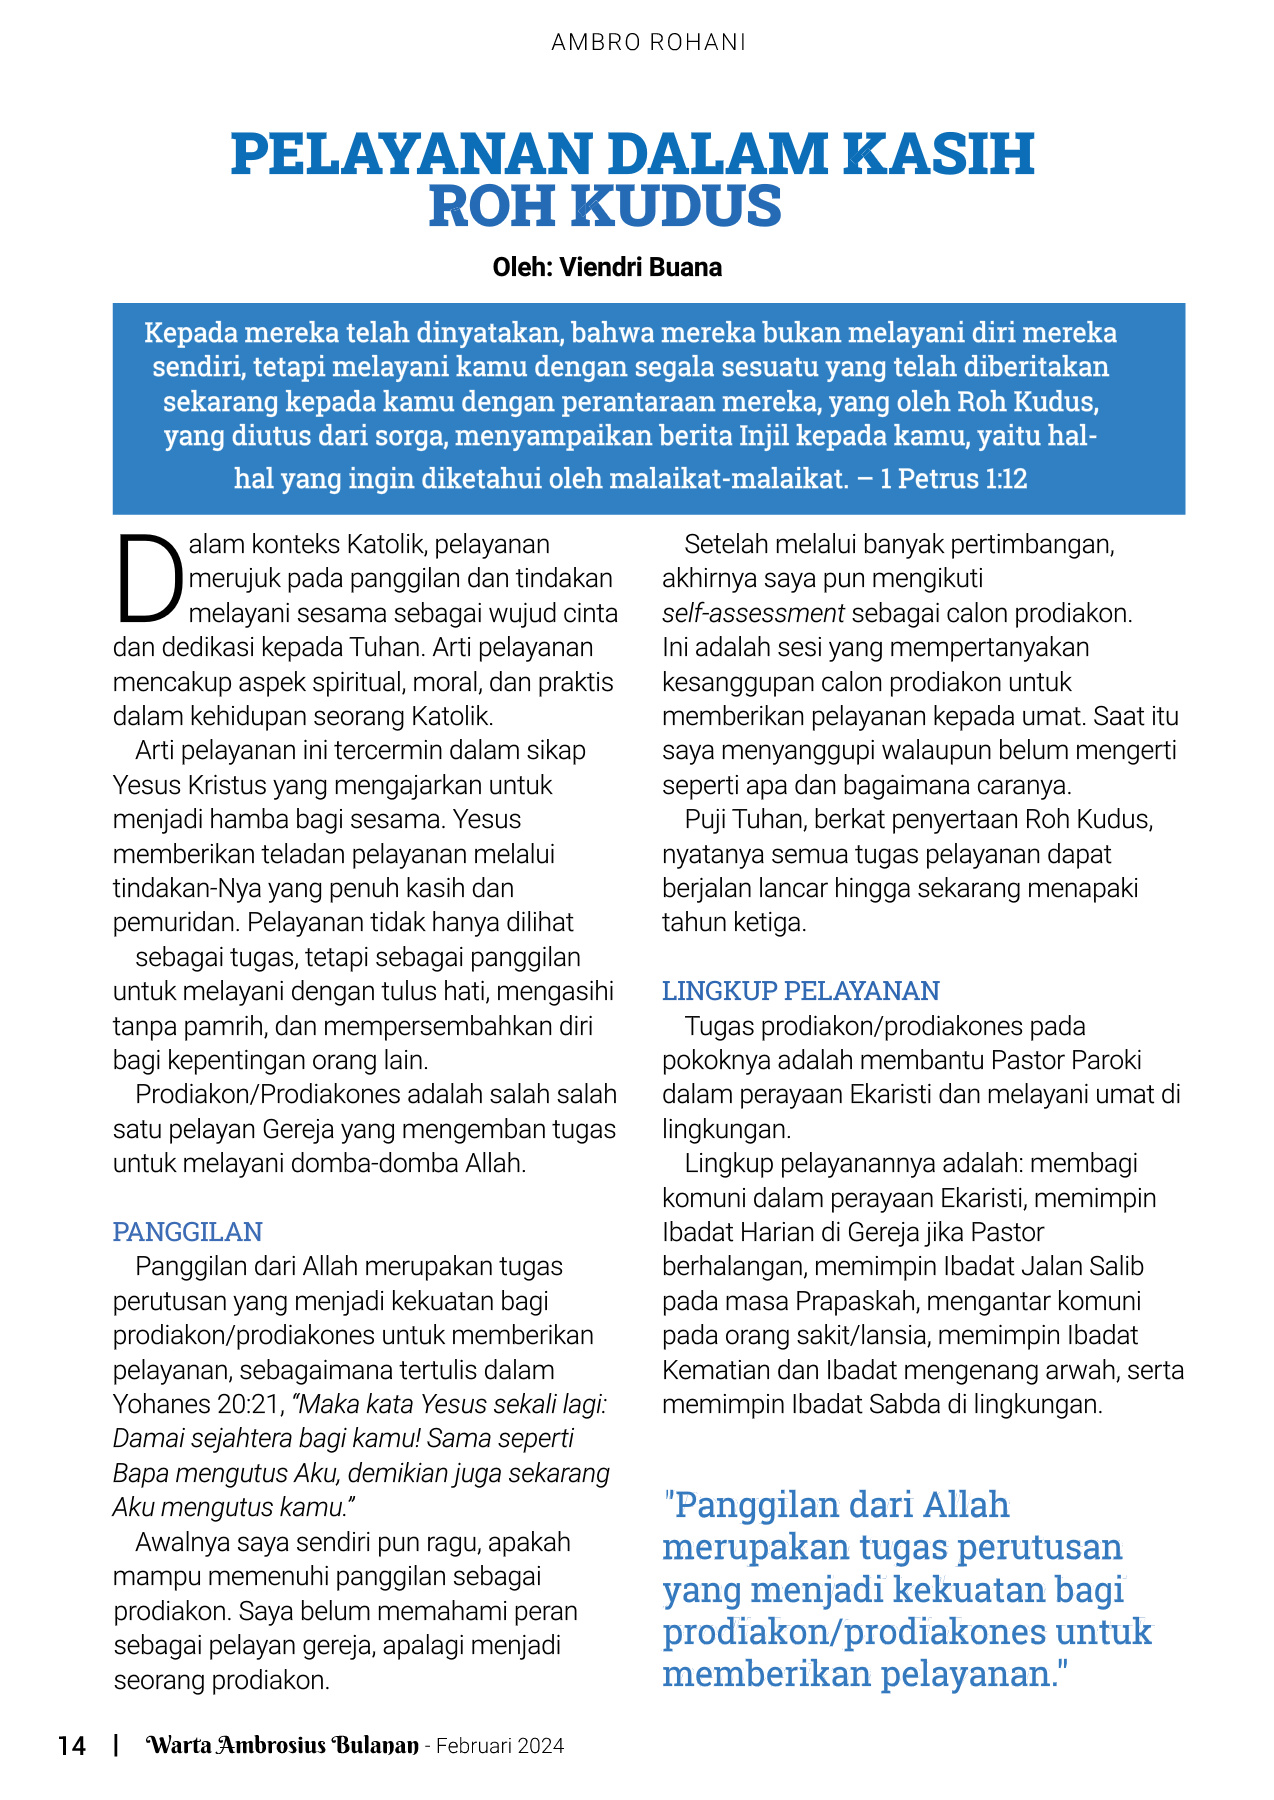 AMBRO ROHANI
PELAYANAN DALAM KASIH
ROH KUDUS
Oleh: Viendri Buana
Kepada mereka telah dinyatakan, bahwa mereka bukan melayani diri mereka
sendiri, tetapi melayani kamu dengan segala sesuatu yang telah diberitakan
sekarang kepada kamu dengan perantaraan mereka, yang oleh Roh Kudus,
yang diutus dari sorga, menyampaikan berita Injil kepada kamu, yaitu hal-
hal yang ingin diketahui oleh malaikat-malaikat. – 1 Petrus 1:12
Dalam konteks Katolik, pelayanan
merujuk pada panggilan dan tindakan
melayani sesama sebagai wujud cinta
dan dedikasi kepada Tuhan. Arti pelayanan
mencakup aspek spiritual, moral, dan praktis
dalam kehidupan seorang Katolik.
Arti pelayanan ini tercermin dalam sikap
Yesus Kristus yang mengajarkan untuk
menjadi hamba bagi sesama. Yesus
memberikan teladan pelayanan melalui
tindakan-Nya yang penuh kasih dan
pemuridan. Pelayanan tidak hanya dilihat
sebagai tugas, tetapi sebagai panggilan
untuk melayani dengan tulus hati, mengasihi
tanpa pamrih, dan mempersembahkan diri
bagi kepentingan orang lain.
Prodiakon/Prodiakones adalah salah salah
satu pelayan Gereja yang mengemban tugas
untuk melayani domba-domba Allah.
PANGGILAN
Panggilan dari Allah merupakan tugas
perutusan yang menjadi kekuatan bagi
prodiakon/prodiakones untuk memberikan
pelayanan, sebagaimana tertulis dalam
Yohanes 20:21, “Maka kata Yesus sekali lagi:
Damai sejahtera bagi kamu! Sama seperti
Bapa mengutus Aku, demikian juga sekarang
Aku mengutus kamu.”
Awalnya saya sendiri pun ragu, apakah
mampu memenuhi panggilan sebagai
prodiakon. Saya belum memahami peran
sebagai pelayan gereja, apalagi menjadi
seorang prodiakon.
Setelah melalui banyak pertimbangan,
akhirnya saya pun mengikuti
self-assessment sebagai calon prodiakon.
Ini adalah sesi yang mempertanyakan
kesanggupan calon prodiakon untuk
memberikan pelayanan kepada umat. Saat itu
saya menyanggupi walaupun belum mengerti
seperti apa dan bagaimana caranya.
Puji Tuhan, berkat penyertaan Roh Kudus,
nyatanya semua tugas pelayanan dapat
berjalan lancar hingga sekarang menapaki
tahun ketiga.
LINGKUP PELAYANAN
Tugas prodiakon/prodiakones pada
pokoknya adalah membantu Pastor Paroki
dalam perayaan Ekaristi dan melayani umat di
lingkungan.
Lingkup pelayanannya adalah: membagi
komuni dalam perayaan Ekaristi, memimpin
Ibadat Harian di Gereja jika Pastor
berhalangan, memimpin Ibadat Jalan Salib
pada masa Prapaskah, mengantar komuni
pada orang sakit/lansia, memimpin Ibadat
Kematian dan Ibadat mengenang arwah, serta
memimpin Ibadat Sabda di lingkungan.
"Panggilan dari Allah
merupakan tugas perutusan
yang menjadi kekuatan bagi
prodiakon/prodiakones untuk
memberikan pelayanan."
14 | Warta Ambrosius Bulanan - Februari 2024